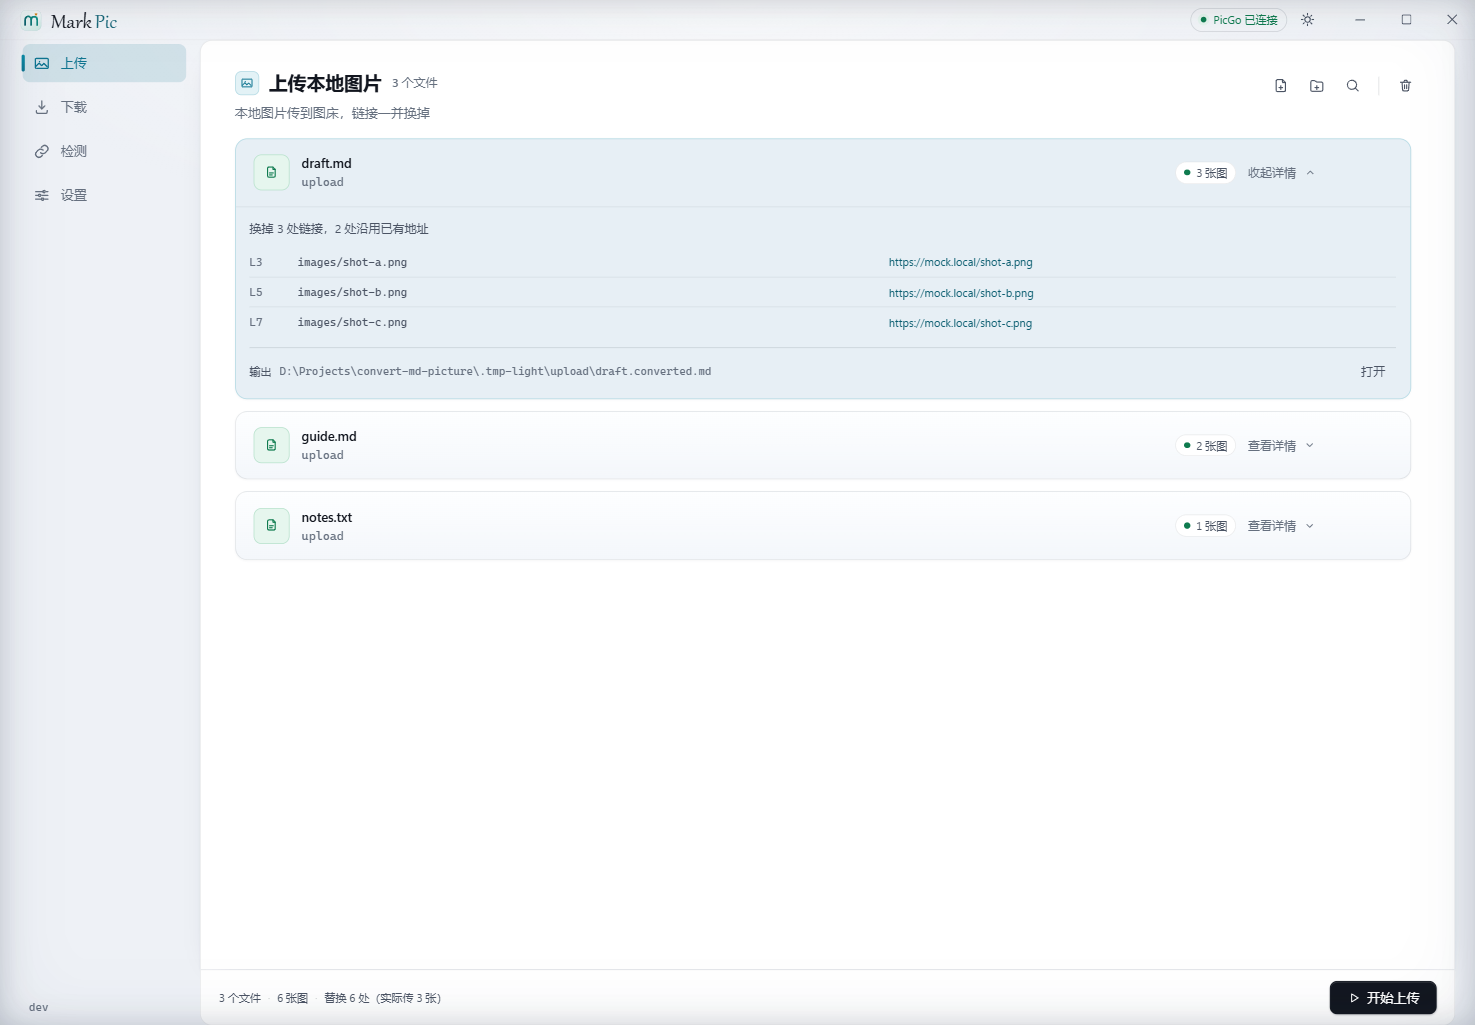 Mark Pic
PicGo 已连接
上传
下载
检测
设置
上传本地图片 3 个文件
本地图片传到图床，链接一并换掉
draft.md
upload
3 张图 收起详情
换掉 3 处链接，2 处沿用已有地址
L3 images/shot-a.png https://mock.local/shot-a.png
L5 images/shot-b.png https://mock.local/shot-b.png
L7 images/shot-c.png https://mock.local/shot-c.png
输出 D:\Projects\convert-md-picture\.tmp-light\upload\draft.converted.md 打开
guide.md
upload
2 张图 查看详情
notes.txt
upload
1 张图 查看详情
3 个文件 · 6 张图 · 替换 6 处（实际传 3 张）
开始上传
dev